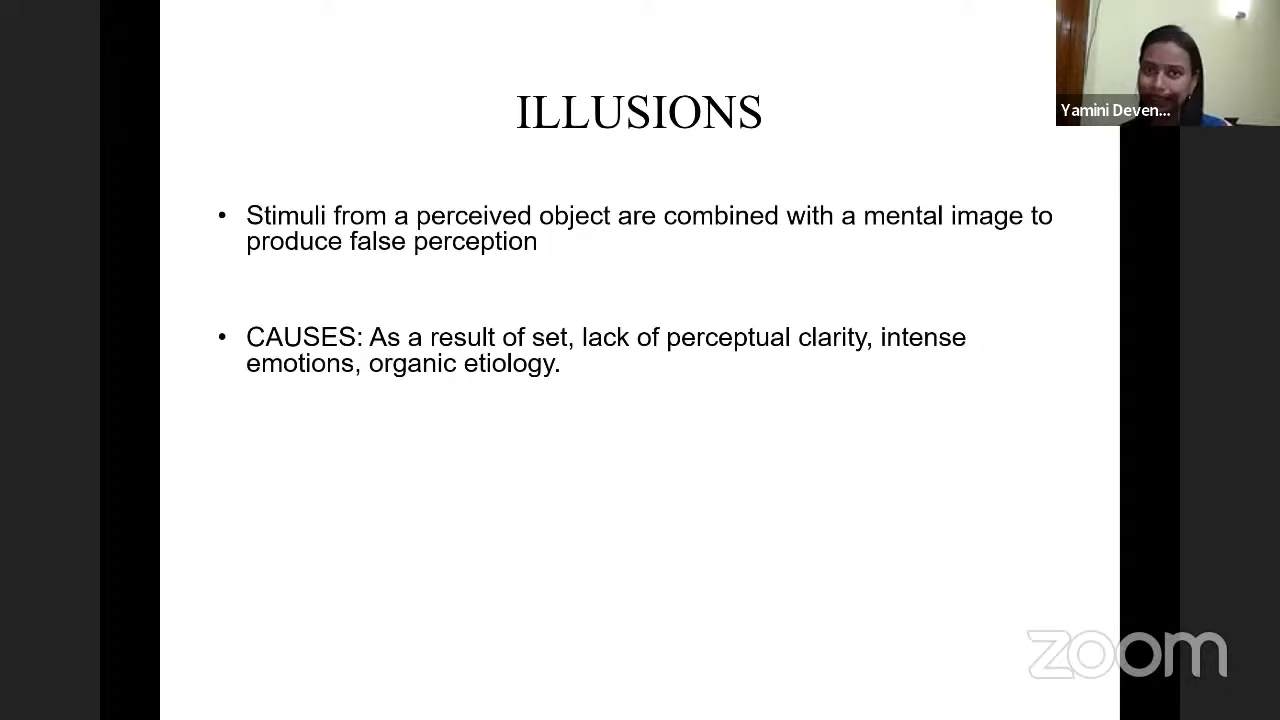 ILLUSIONS
Yamini Deven...
• Stimuli from a perceived object are combined with a mental image to
produce false perception
• CAUSES: As a result of set, lack of perceptual clarity, intense
emotions, organic etiology.
zoom